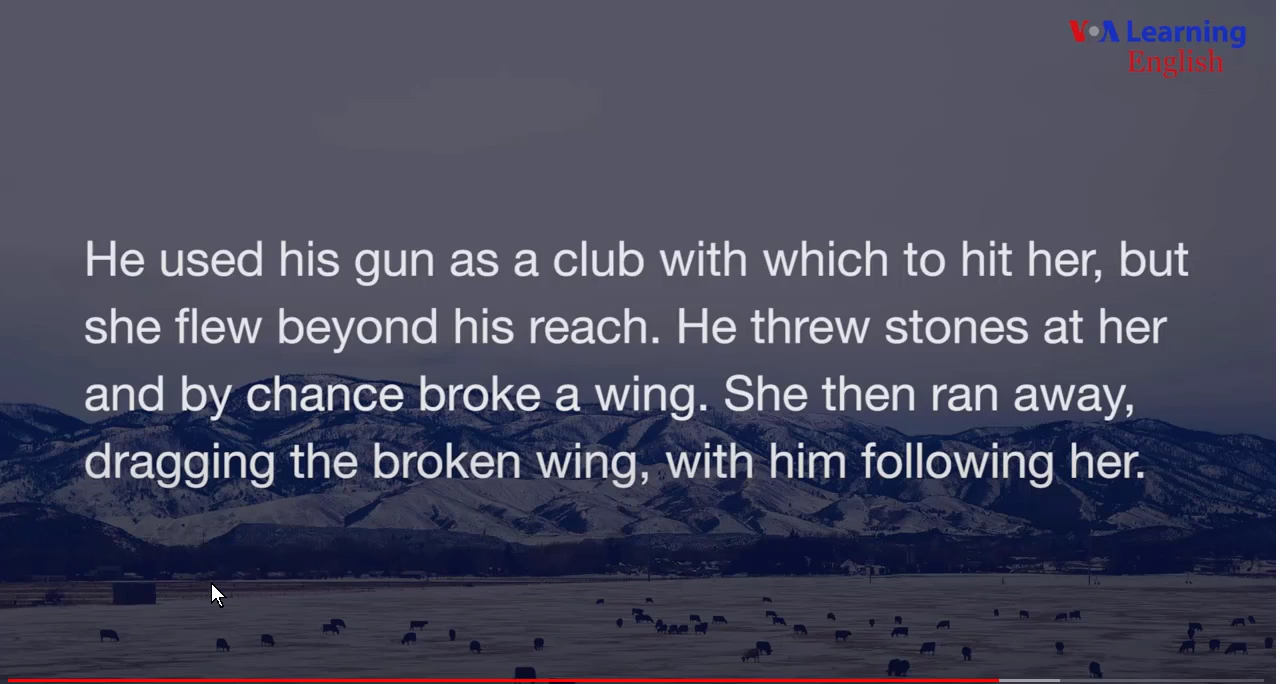 VOA Learning
English
He used his gun as a club with which to hit her, but
she flew beyond his reach. He threw stones at her
and by chance broke a wing. She then ran away,
dragging the broken wing, with him following her.